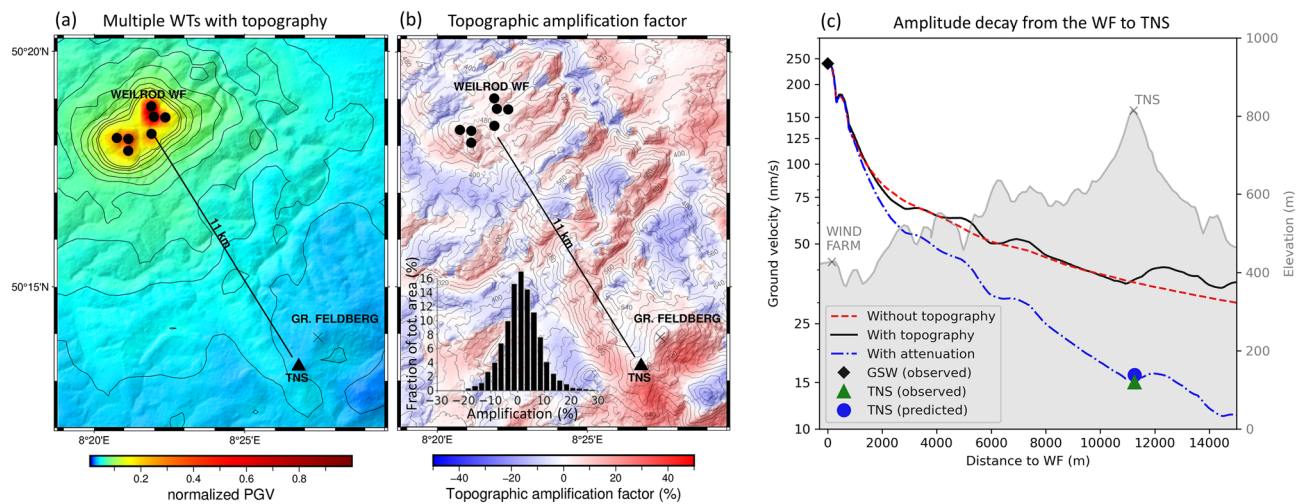 (a) Multiple WTs with topography
50°20'N
WEILROD WF
11 km
50°15'N
GR. FELDBERG
TNS
8°20'E 8°25'E
0.2 0.4 0.6 0.8
normalized PGV
(b) Topographic amplification factor
WEILROD WF
480
400
11 km
GR. FELDBERG
640
TNS
Fraction of tot. area (%)
16
14
12
10
8
6
4
2
0
−30 −20 −10 0 10 20 30
Amplification (%)
8°20'E 8°25'E
−40 −20 0 20 40
Topographic amplification factor (%)
(c) Amplitude decay from the WF to TNS
Ground velocity (nm/s)
250
200
150
125
100
75
50
25
15
10
TNS
WIND
FARM
Without topography
With topography
With attenuation
GSW (observed)
TNS (observed)
TNS (predicted)
0 2000 4000 6000 8000 10000 12000 14000
Distance to WF (m)
1000
800
600
400
200
0
Elevation (m)